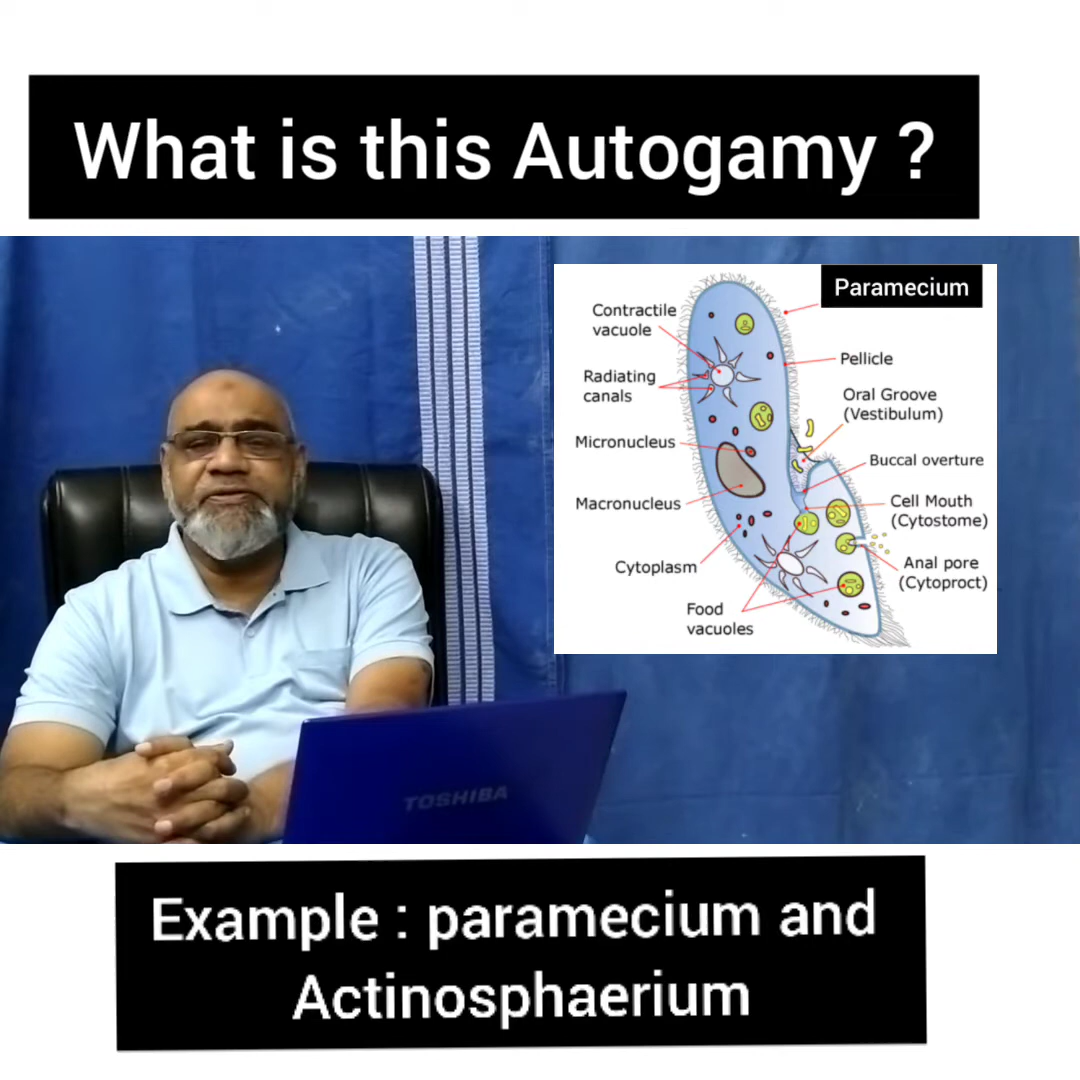 What is this Autogamy ?
Paramecium
Contractile
vacuole
Pellicle
Radiating
canals
Oral Groove
(Vestibulum)
Micronucleus
Buccal overture
Macronucleus
Cell Mouth
(Cytostome)
Cytoplasm
Anal pore
(Cytoproct)
Food
vacuoles
TOSHIBA
Example : paramecium and
Actinosphaerium